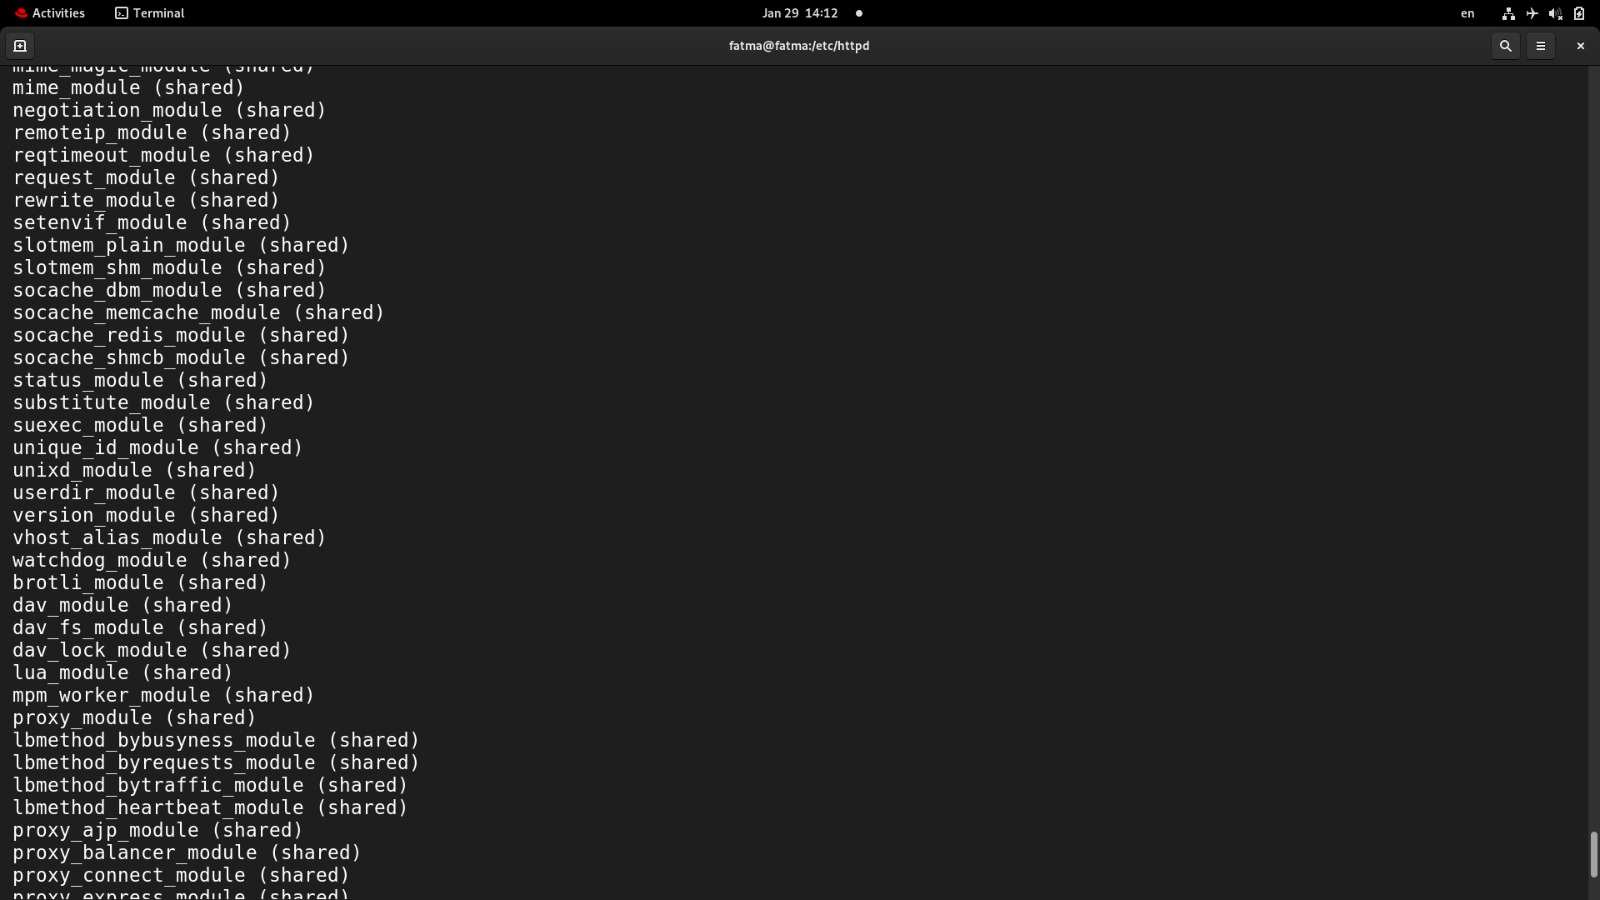 Activities
Terminal
Jan 29 14:12
en
fatma@fatma:/etc/httpd
mime_magic_module (shared)
mime_module (shared)
negotiation_module (shared)
remoteip_module (shared)
reqtimeout_module (shared)
request_module (shared)
rewrite_module (shared)
setenvif_module (shared)
slotmem_plain_module (shared)
slotmem_shm_module (shared)
socache_dbm_module (shared)
socache_memcache_module (shared)
socache_redis_module (shared)
socache_shmcb_module (shared)
status_module (shared)
substitute_module (shared)
suexec_module (shared)
unique_id_module (shared)
unixd_module (shared)
userdir_module (shared)
version_module (shared)
vhost_alias_module (shared)
watchdog_module (shared)
brotli_module (shared)
dav_module (shared)
dav_fs_module (shared)
dav_lock_module (shared)
lua_module (shared)
mpm_worker_module (shared)
proxy_module (shared)
lbmethod_bybusyness_module (shared)
lbmethod_byrequests_module (shared)
lbmethod_bytraffic_module (shared)
lbmethod_heartbeat_module (shared)
proxy_ajp_module (shared)
proxy_balancer_module (shared)
proxy_connect_module (shared)
proxy_express_module (shared)